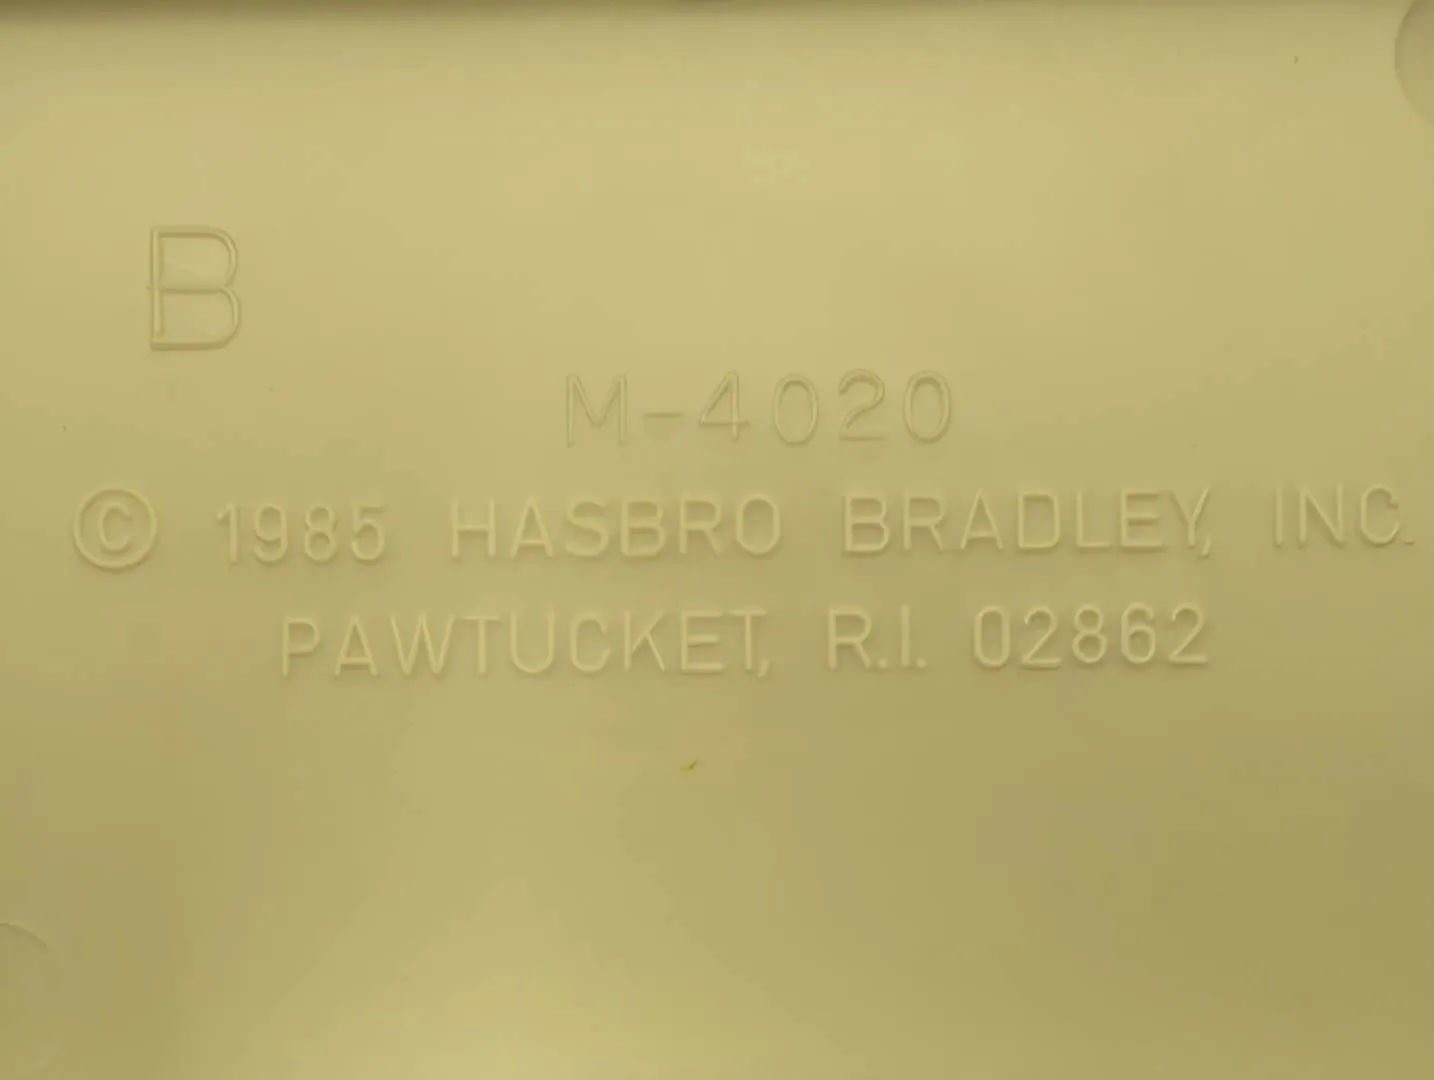 B
M-4020
© 1985 HASBRO BRADLEY, INC.
PAWTUCKET, R.I. 02862